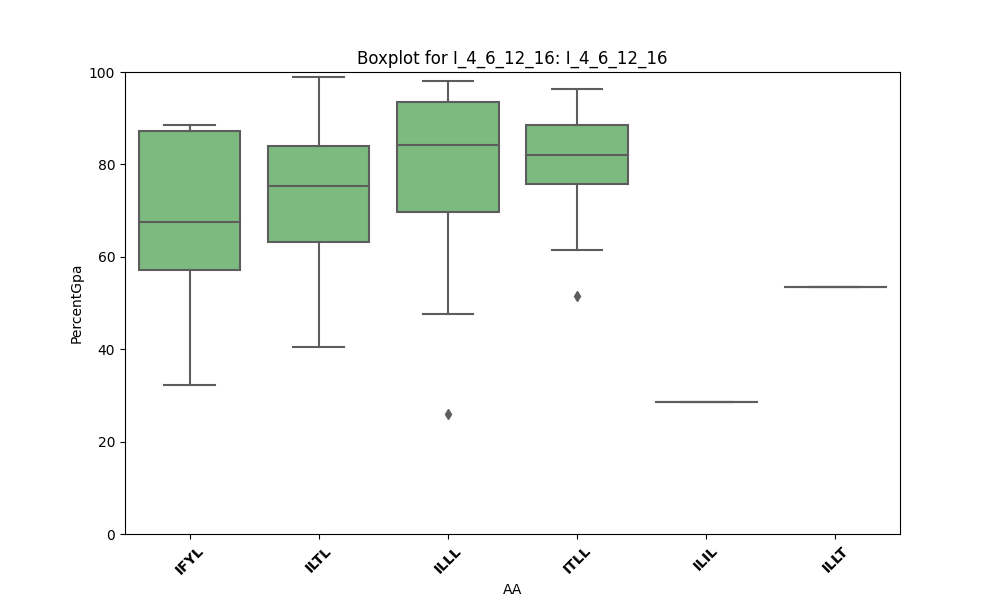 Boxplot for I_4_6_12_16: I_4_6_12_16
100
80
60
40
20
0
PercentGpa
IFYL
ILTL
ILLL
ITLL
ILIL
ILLT
AA